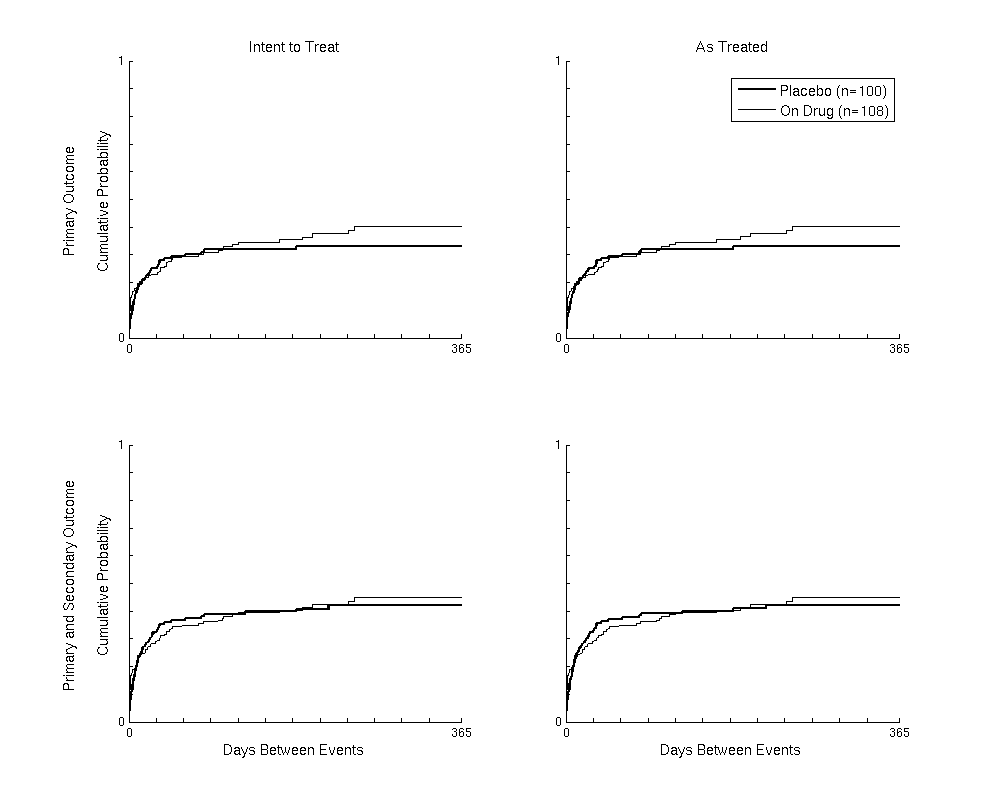 Intent to Treat
As Treated
1
Primary Outcome
Cumulative Probability
0
0
365
1
Placebo (n=100)
On Drug (n=108)
0
0
365
1
Primary and Secondary Outcome
Cumulative Probability
0
0
365
Days Between Events
1
0
0
365
Days Between Events